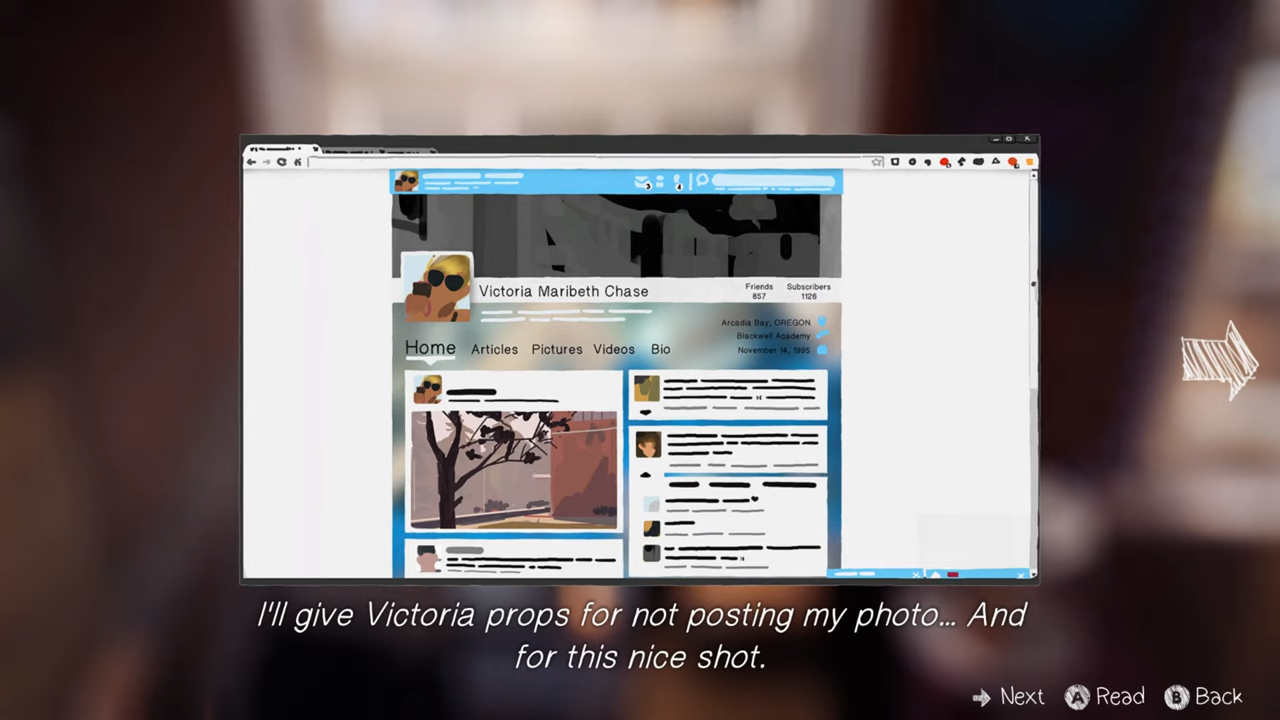 Victoria Maribeth Chase
Friends
857
Subscribers
1126
Arcadia Bay, OREGON
Blackwell Academy
November 14, 1995
Home Articles Pictures Videos Bio
I'll give Victoria props for not posting my photo... And
for this nice shot.
Next A Read B Back